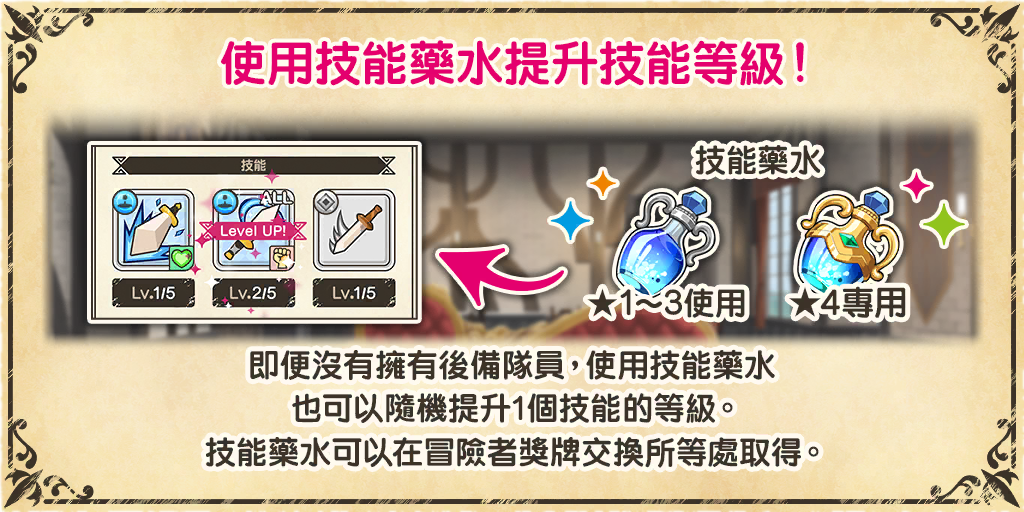 使用技能藥水提升技能等級!
技能
ALL
Level UP!
Lv.1/5
Lv.2/5
Lv.1/5
技能藥水
★1~3使用
★4專用
即便沒有擁有後備隊員,使用技能藥水
也可以隨機提升1個技能的等級。
技能藥水可以在冒險者獎牌交換所等處取得。